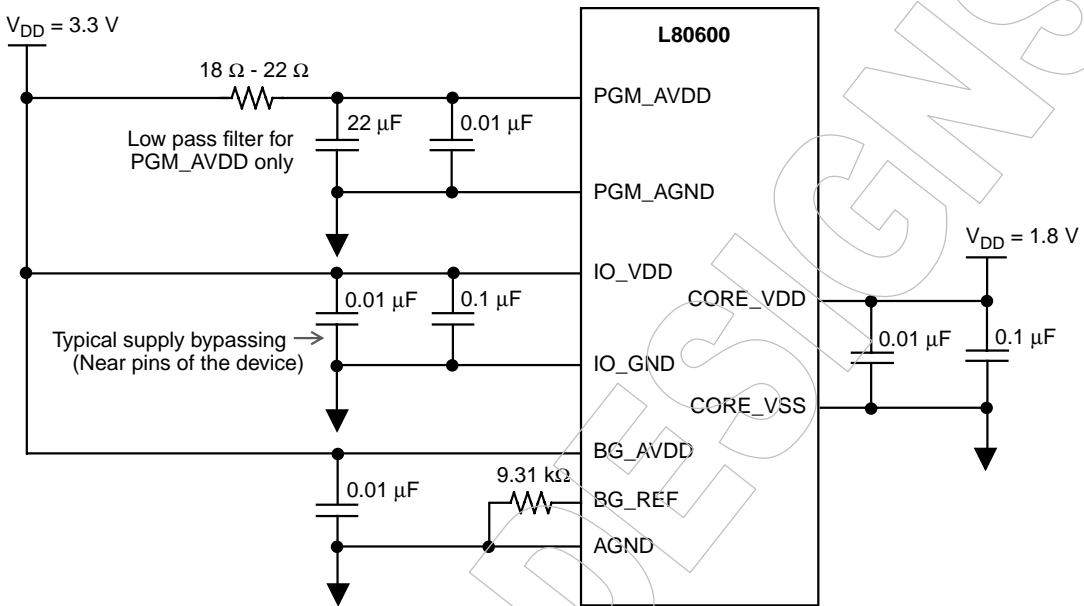 V_DD = 3.3 V
L80600
18 Ω - 22 Ω
PGM_AVDD
22 μF
0.01 μF
Low pass filter for
PGM_AVDD only
PGM_AGND
V_DD = 1.8 V
IO_VDD
CORE_VDD
0.01 μF
0.1 μF
Typical supply bypassing
(Near pins of the device)
0.01 μF
0.1 μF
IO_GND
CORE_VSS
BG_AVDD
9.31 kΩ
0.01 μF
BG_REF
AGND
DESIGNS